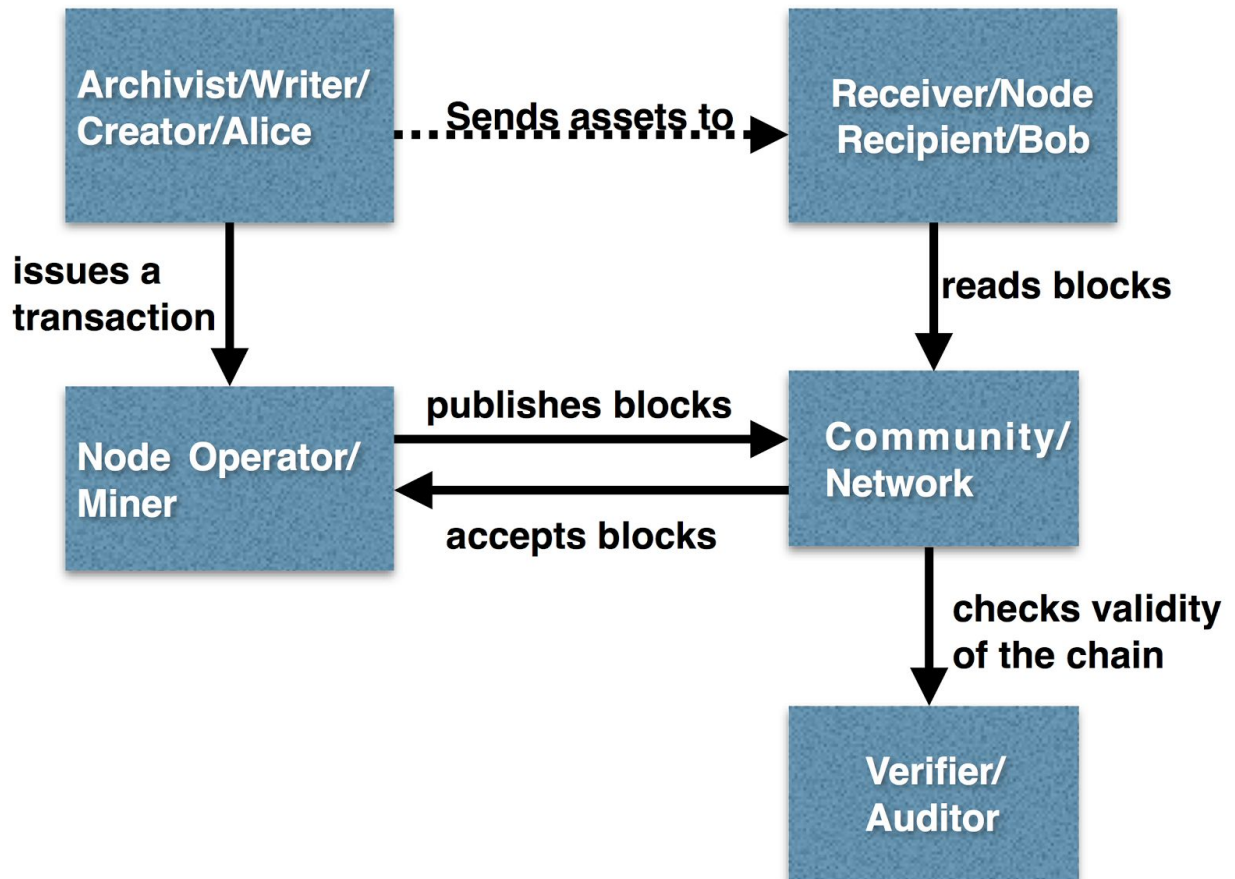 Archivist/Writer/
Creator/Alice
Sends assets to
Receiver/Node
Recipient/Bob
issues a
transaction
reads blocks
Node Operator/
Miner
publishes blocks
accepts blocks
Community/
Network
checks validity
of the chain
Verifier/
Auditor